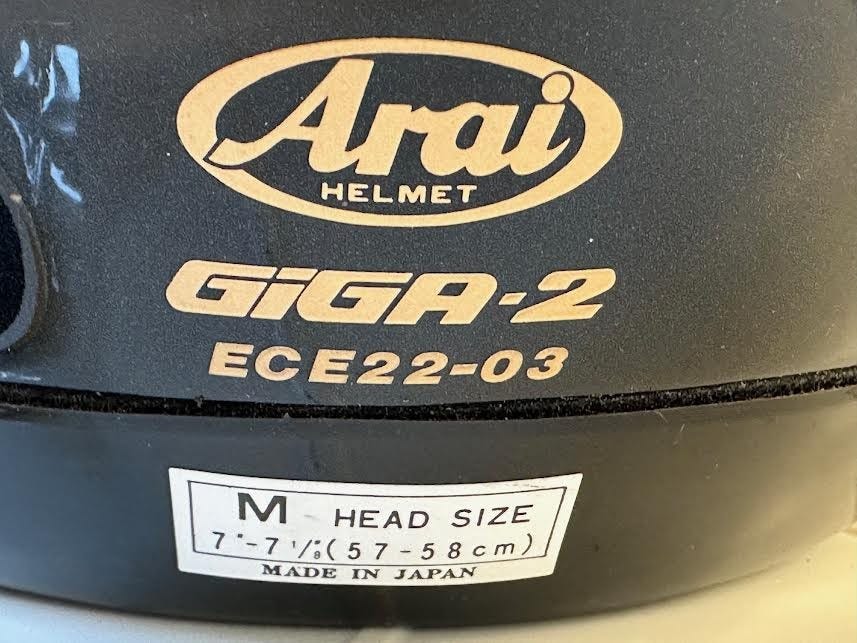 Arai
HELMET
GiGA-2
ECE22-03
M HEAD SIZE
7"-7 1/8"(57-58cm)
MADE IN JAPAN